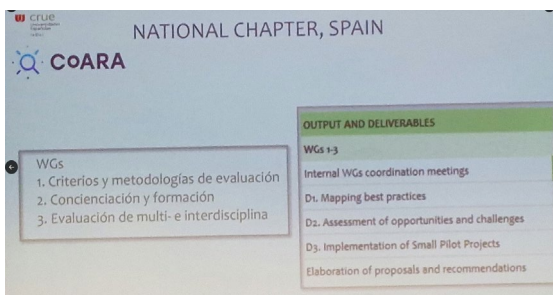 crue
NATIONAL CHAPTER, SPAIN
CoARA
WGs
1. Criterios y metodologías de evaluación
2. Concienciación y formación
3. Evaluación de multi- e interdisciplina
OUTPUT AND DELIVERABLES
WGs 1-3
Internal WGs coordination meetings
D1. Mapping best practices
D2. Assessment of opportunities and challenges
D3. Implementation of Small Pilot Projects
Elaboration of proposals and recommendations